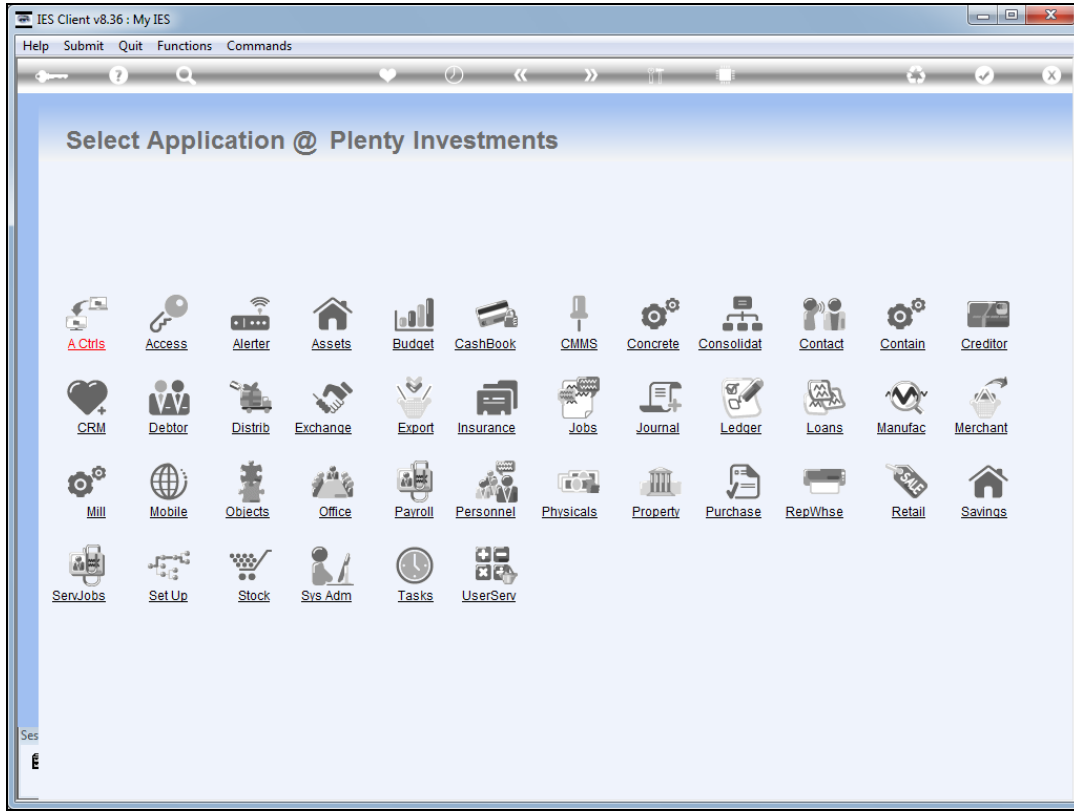 IES Client v8.36 : My IES
Help Submit Quit Functions Commands
Select Application @ Plenty Investments
A Ctrls Access Alerter Assets Budget CashBook CMMS Concrete Consolidat Contact Contain Creditor
CRM Debtor Distrib Exchange Export Insurance Jobs Journal Ledger Loans Manufac Merchant
SALE
Mill Mobile Objects Office Payroll Personnel Physicals Property Purchase RepWhse Retail Savings
ServJobs Set Up Stock Sys Adm Tasks UserServ
Ses